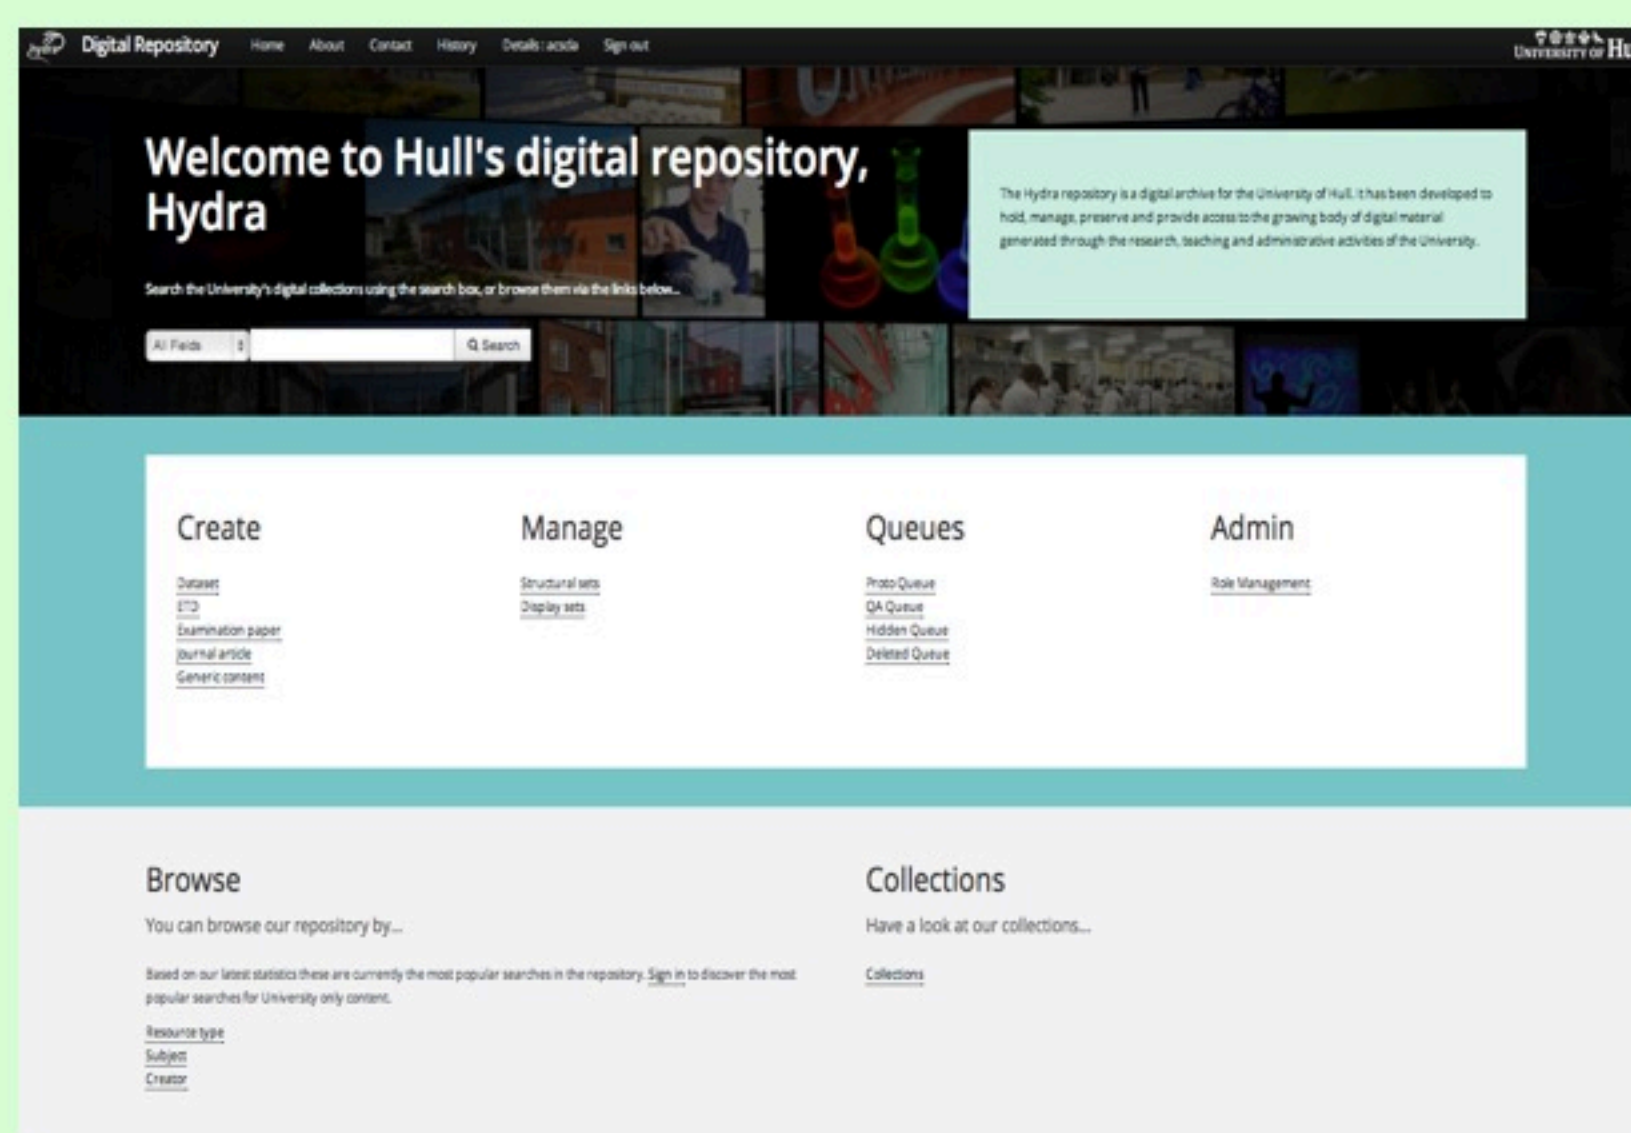 hydra
Digital Repository Home About Contact History Details : acsda Sign out
UNIVERSITY OF Hu
Welcome to Hull's digital repository,
Hydra
Search the University's digital collections using the search box, or browse them via the links below...
All Fields Search
The Hydra repository is a digital archive for the University of Hull. It has been developed to
hold, manage, preserve and provide access to the growing body of digital material
generated through the research, teaching and administrative activities of the University.
Create
Dataset
ETD
Examination paper
Journal article
Generic content
Manage
Structural sets
Display sets
Queues
Proto Queue
QA Queue
Hidden Queue
Deleted Queue
Admin
Role Management
Browse
You can browse our repository by...
Based on our latest statistics these are currently the most popular searches in the repository. Sign in to discover the most
popular searches for University only content.
Resource type
Subject
Creator
Collections
Have a look at our collections...
Collections